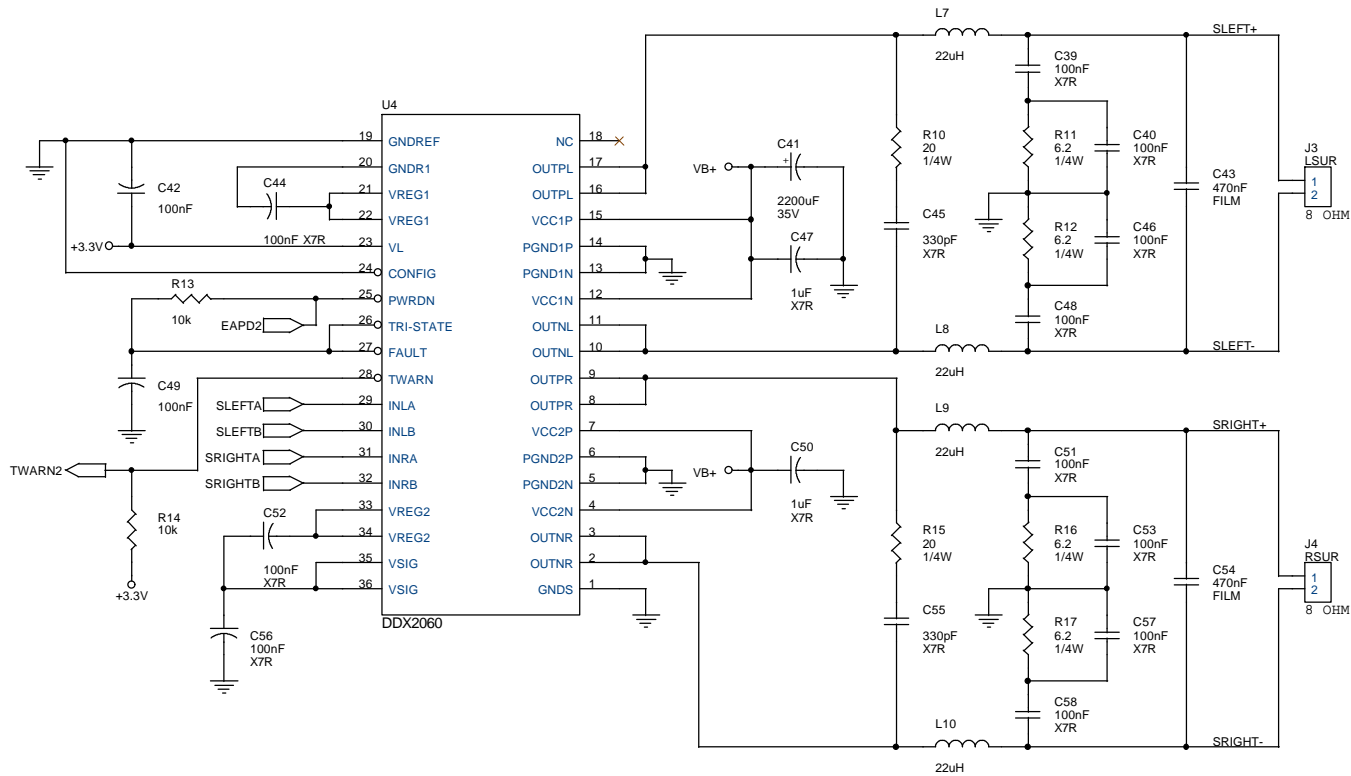 U4
19 GNDREF
20 GNDR1
21 VREG1
22 VREG1
23 VL
24 CONFIG
25 PWRDN
26 TRI-STATE
27 FAULT
28 TWARN
29 INLA
30 INLB
31 INRA
32 INRB
33 VREG2
34 VREG2
35 VSIG
36 VSIG
NC 18
OUTPL 17
OUTPL 16
VCC1P 15
PGND1P 14
PGND1N 13
VCC1N 12
OUTNL 11
OUTNL 10
OUTPR 9
OUTPR 8
VCC2P 7
PGND2P 6
PGND2N 5
VCC2N 4
OUTNR 3
OUTNR 2
GNDS 1
DDX2060
C42
100nF
C44
100nF X7R
+3.3V
R13
10k
EAPD2
C49
100nF
SLEFTA
SLEFTB
SRIGHTA
SRIGHTB
TWARN2
R14
10k
+3.3V
C52
100nF
X7R
C56
100nF
X7R
VB+
C41
+
2200uF
35V
C47
1uF
X7R
VB+
C50
1uF
X7R
L7
22uH
R10
20
1/4W
C45
330pF
X7R
L8
22uH
C39
100nF
X7R
R11
6.2
1/4W
C40
100nF
X7R
R12
6.2
1/4W
C46
100nF
X7R
C48
100nF
X7R
C43
470nF
FILM
SLEFT+
SLEFT-
J3
LSUR
1
2
8 OHM
L9
22uH
R15
20
1/4W
C55
330pF
X7R
L10
22uH
C51
100nF
X7R
R16
6.2
1/4W
C53
100nF
X7R
R17
6.2
1/4W
C57
100nF
X7R
C58
100nF
X7R
C54
470nF
FILM
SRIGHT+
SRIGHT-
J4
RSUR
1
2
8 OHM